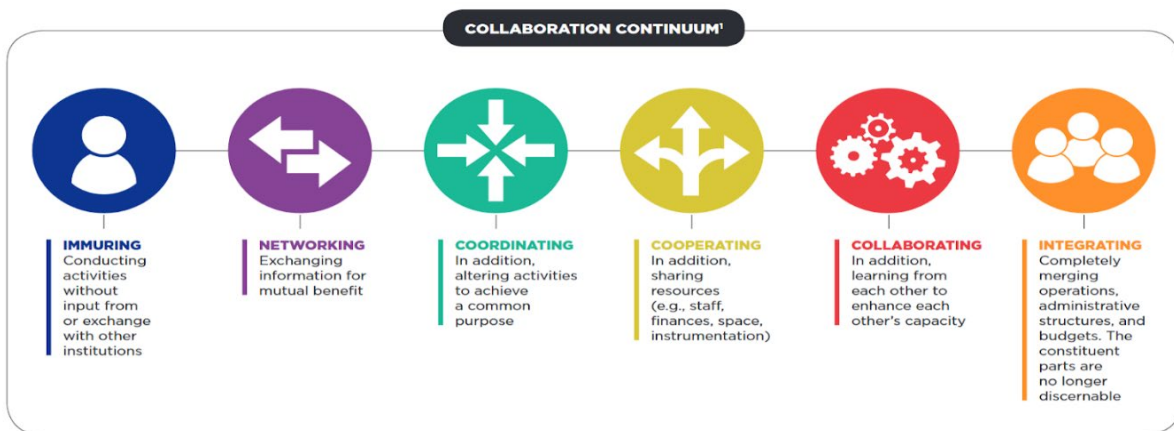 COLLABORATION CONTINUUM¹
IMMURING
Conducting
activities
without
input from
or exchange
with other
institutions
NETWORKING
Exchanging
information for
mutual benefit
COORDINATING
In addition,
altering activities
to achieve
a common
purpose
COOPERATING
In addition,
sharing
resources
(e.g., staff,
finances, space,
instrumentation)
COLLABORATING
In addition,
learning from
each other to
enhance each
other's capacity
INTEGRATING
Completely
merging
operations,
administrative
structures, and
budgets. The
constituent
parts are
no longer
discernable